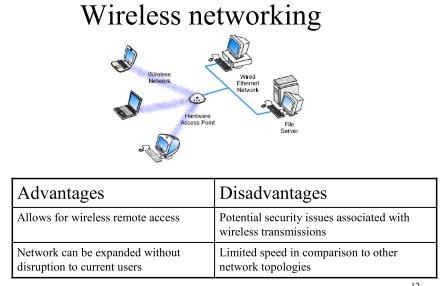 Wireless networking
Wireless
Network
Wired
Ethernet
Network
Hardware
Access Point
File
Server
Advantages
Disadvantages
Allows for wireless remote access
Potential security issues associated with
wireless transmissions
Network can be expanded without
disruption to current users
Limited speed in comparison to other
network topologies